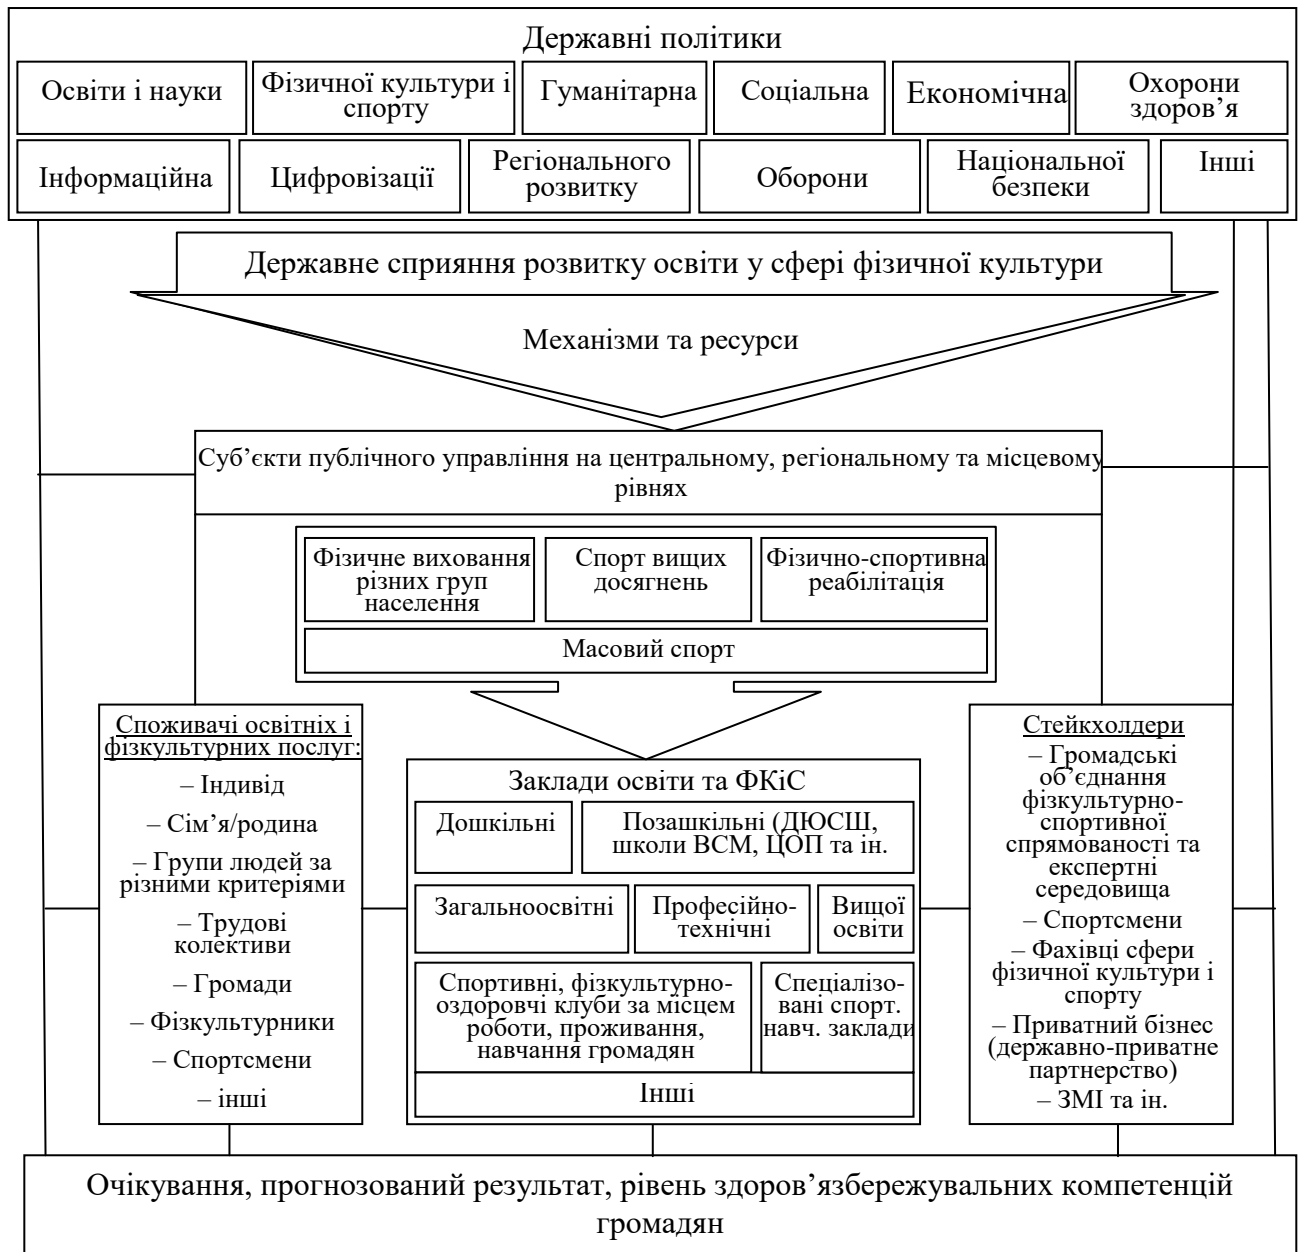 Державні політики
Освіти і науки
Фізичної культури і
спорту
Гуманітарна
Соціальна
Економічна
Охорони
здоров’я
Інформаційна
Цифровізації
Регіонального
розвитку
Оборони
Національної
безпеки
Інші
Державне сприяння розвитку освіти у сфері фізичної культури
Механізми та ресурси
Суб’єкти публічного управління на центральному, регіональному та місцевому
рівнях
Фізичне виховання
різних груп
населення
Спорт вищих
досягнень
Фізично-спортивна
реабілітація
Масовий спорт
Споживачі освітніх і
фізкультурних послуг:
– Індивід
– Сім’я/родина
– Групи людей за
різними критеріями
– Трудові
колективи
– Громади
– Фізкультурники
– Спортсмени
– інші
Заклади освіти та ФКіС
Дошкільні
Позашкільні (ДЮСШ,
школи ВСМ, ЦОП та ін.
Загальноосвітні
Професійно-
технічні
Вищої
освіти
Спортивні, фізкультурно-
оздоровчі клуби за місцем
роботи, проживання,
навчання громадян
Спеціалізо-
вані спорт.
навч. заклади
Інші
Стейкхолдери
– Громадські
об’єднання
фізкультурно-
спортивної
спрямованості та
експертні
середовища
– Спортсмени
– Фахівці сфери
фізичної культури і
спорту
– Приватний бізнес
(державно-приватне
партнерство)
– ЗМІ та ін.
Очікування, прогнозований результат, рівень здоров’язбережувальних компетенцій
громадян